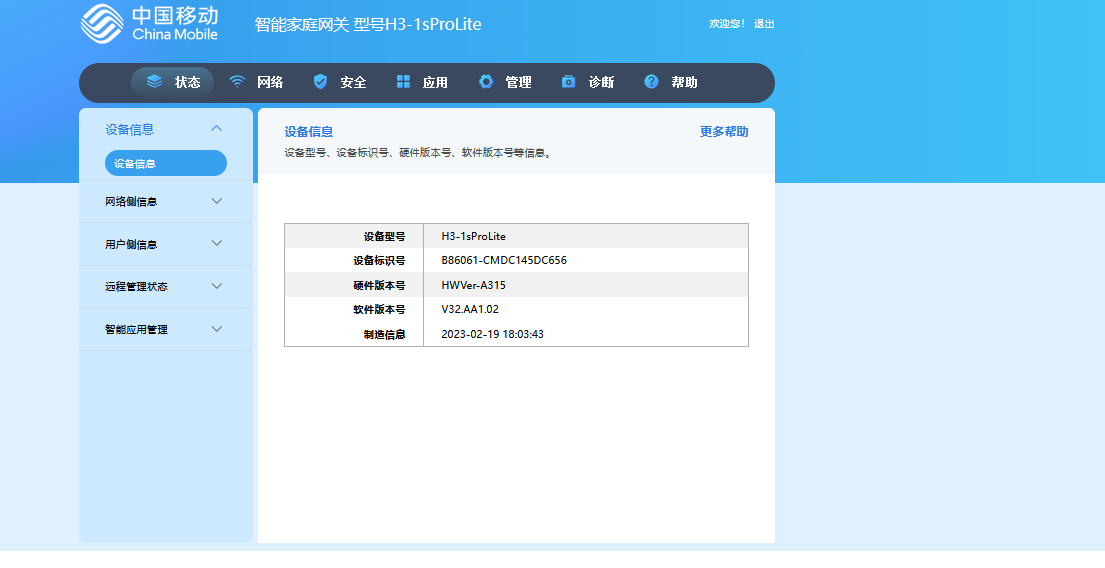 中国移动
China Mobile
智能家庭网关 型号H3-1sProLite
欢迎您! 退出
状态 网络 安全 应用 管理 诊断 帮助
设备信息
设备信息
网络侧信息
用户侧信息
远程管理状态
智能应用管理
设备信息 更多帮助
设备型号、设备标识号、硬件版本号、软件版本号等信息。
设备型号 H3-1sProLite
设备标识号 B86061-CMDC145DC656
硬件版本号 HWVer-A315
软件版本号 V32.AA1.02
制造信息 2023-02-19 18:03:43